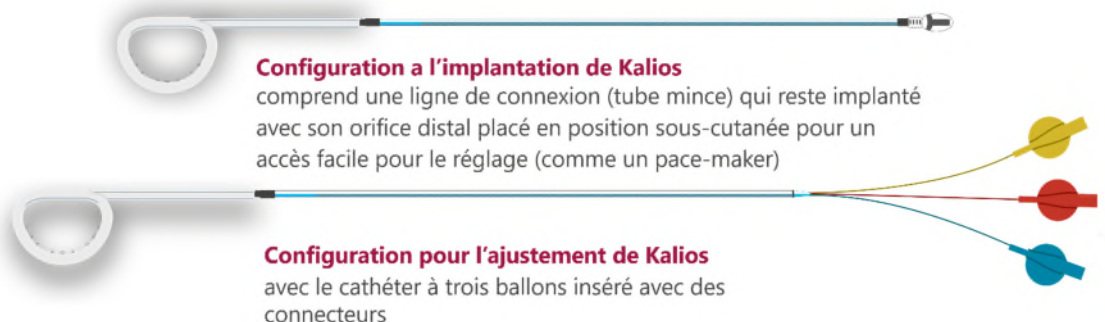 Configuration a l'implantation de Kalios
comprend une ligne de connexion (tube mince) qui reste implanté
avec son orifice distal placé en position sous-cutanée pour un
accès facile pour le réglage (comme un pace-maker)
Configuration pour l'ajustement de Kalios
avec le cathéter à trois ballons inséré avec des
connecteurs